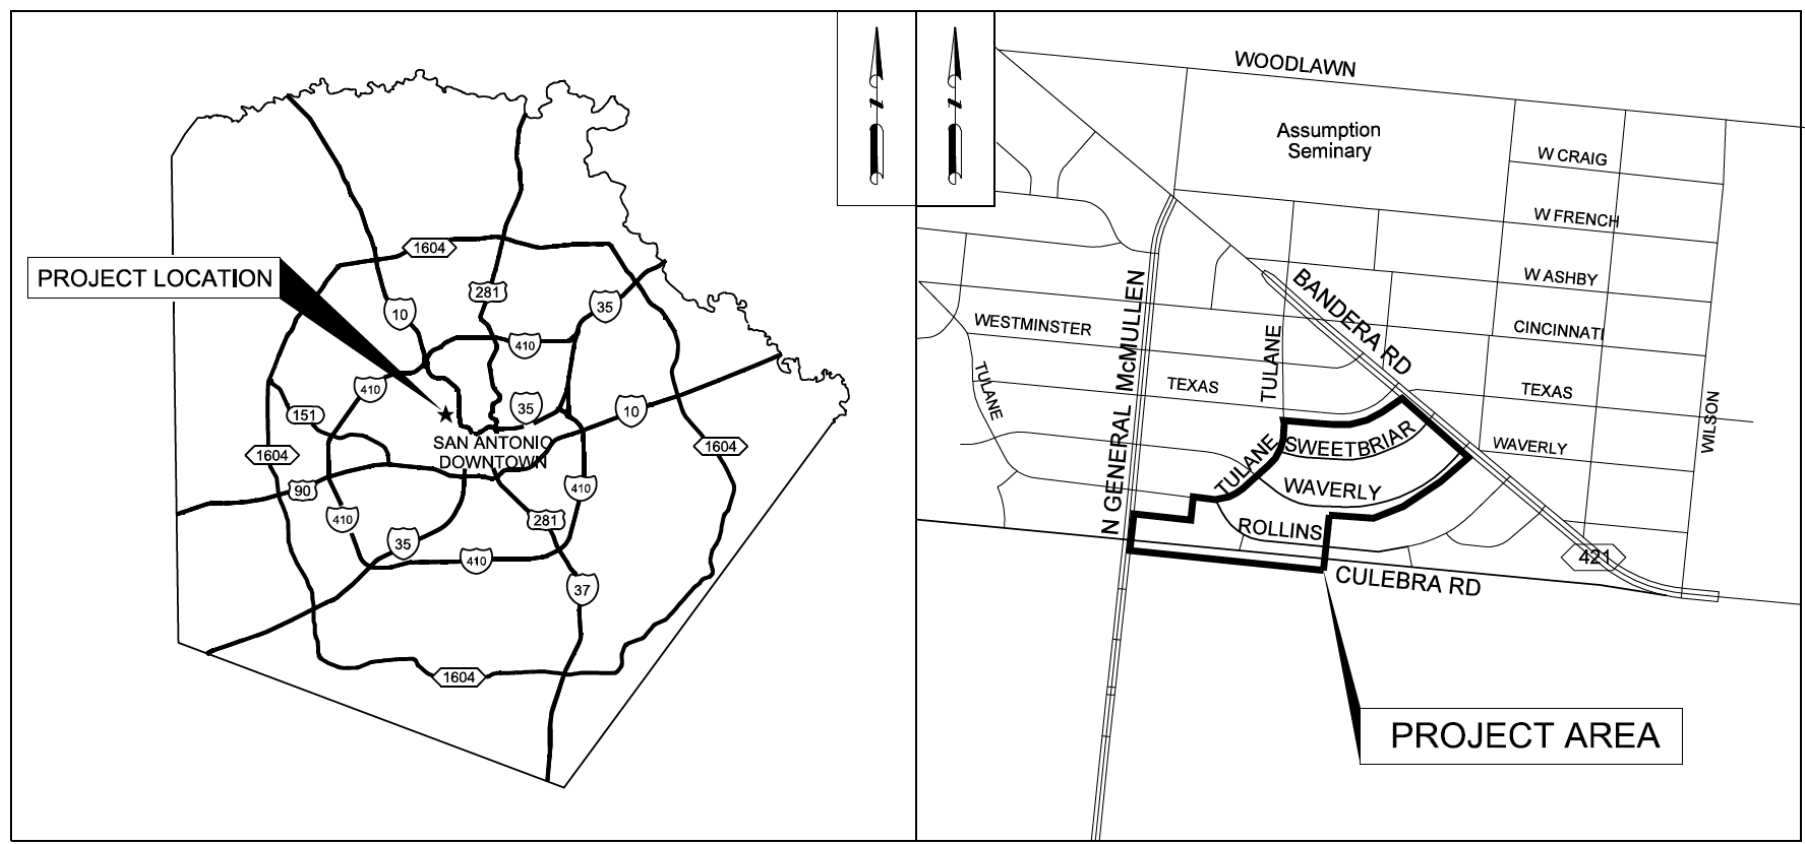 PROJECT LOCATION
1604
281
10
35
410
410
35
10
151
SAN ANTONIO
DOWNTOWN
1604
1604
90
410
410
281
35
410
37
1604
N
N
WOODLAWN
Assumption
Seminary
W CRAIG
W FRENCH
W ASHBY
BANDERA RD
CINCINNATI
WESTMINSTER
N GENERAL McMULLEN
TULANE
TULANE
TEXAS
TEXAS
WILSON
SWEETBRIAR
WAVERLY
TULANE
WAVERLY
ROLLINS
421
CULEBRA RD
PROJECT AREA